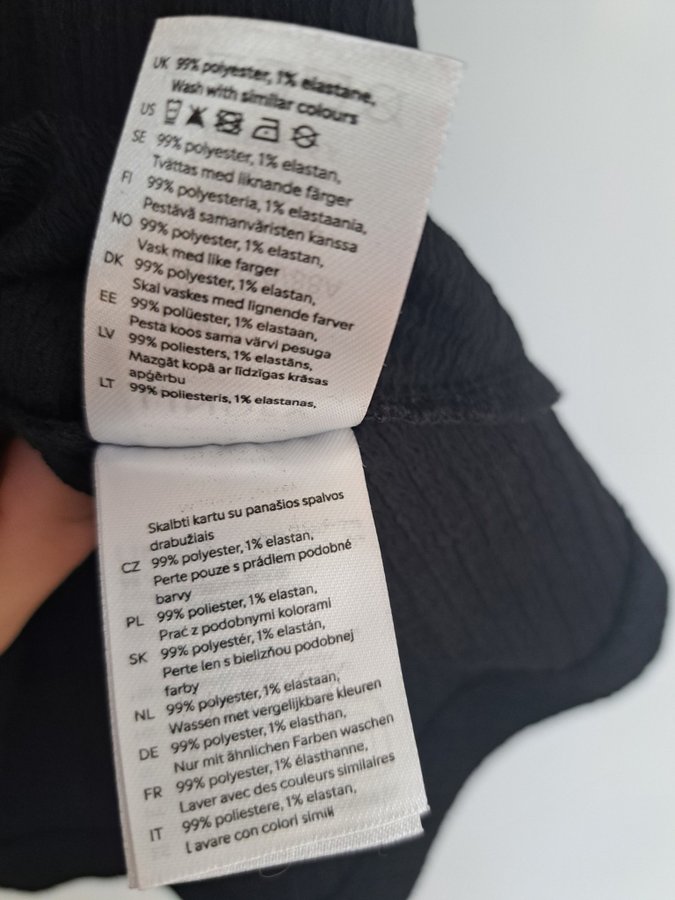 UK 99% polyester, 1% elastane,
Wash with similar colours
US
SE 99% polyester, 1% elastan,
Tvättas med liknande färger
FI 99% polyesteria, 1% elastaania,
Pestävä samanväristen kanssa
NO 99% polyester, 1% elastan,
Vask med like farger
DK 99% polyester, 1% elastan,
Skal vaskes med lignende farver
EE 99% polüester, 1% elastaan,
Pesta koos sama värvi pesuga
LV 99% poliesters, 1% elastāns,
Mazgāt kopā ar līdzīgas krāsas
apģērbu
LT 99% poliesteris, 1% elastanas,
Skalbti kartu su panašios spalvos
drabužiais
CZ 99% polyester, 1% elastan,
Perte pouze s prádlem podobné
barvy
PL 99% poliester, 1% elastan,
Prać z podobnymi kolorami
SK 99% polyestér, 1% elastán,
Perte len s bielizňou podobnej
farby
NL 99% polyester, 1% elastaan,
Wassen met vergelijkbare kleuren
DE 99% polyester, 1% elasthan,
Nur mit ähnlichen Farben waschen
FR 99% polyester, 1% élasthanne,
Laver avec des couleurs similaires
IT 99% poliestere, 1% elastan,
Lavare con colori simili